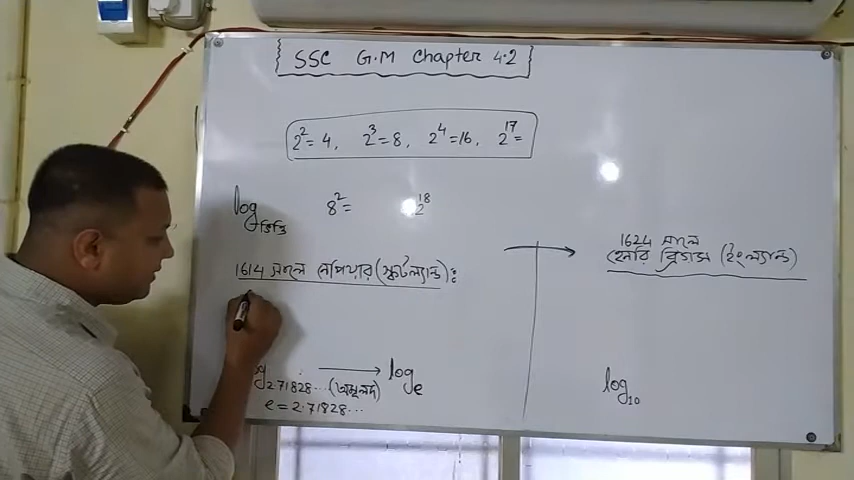 SSC G.M Chapter 4.2
2² = 4, 2³ = 8, 2⁴ = 16, 2¹⁷ =
log ভিত্তি 8² = 2¹⁸
1614 সালে নেপিয়ার (স্কটল্যান্ড) :
2.71828... (অমূলদ) → logₑ
e = 2.71828...
1624 সালে
হেনরি ব্রিগস (ইংল্যান্ড)
log₁₀